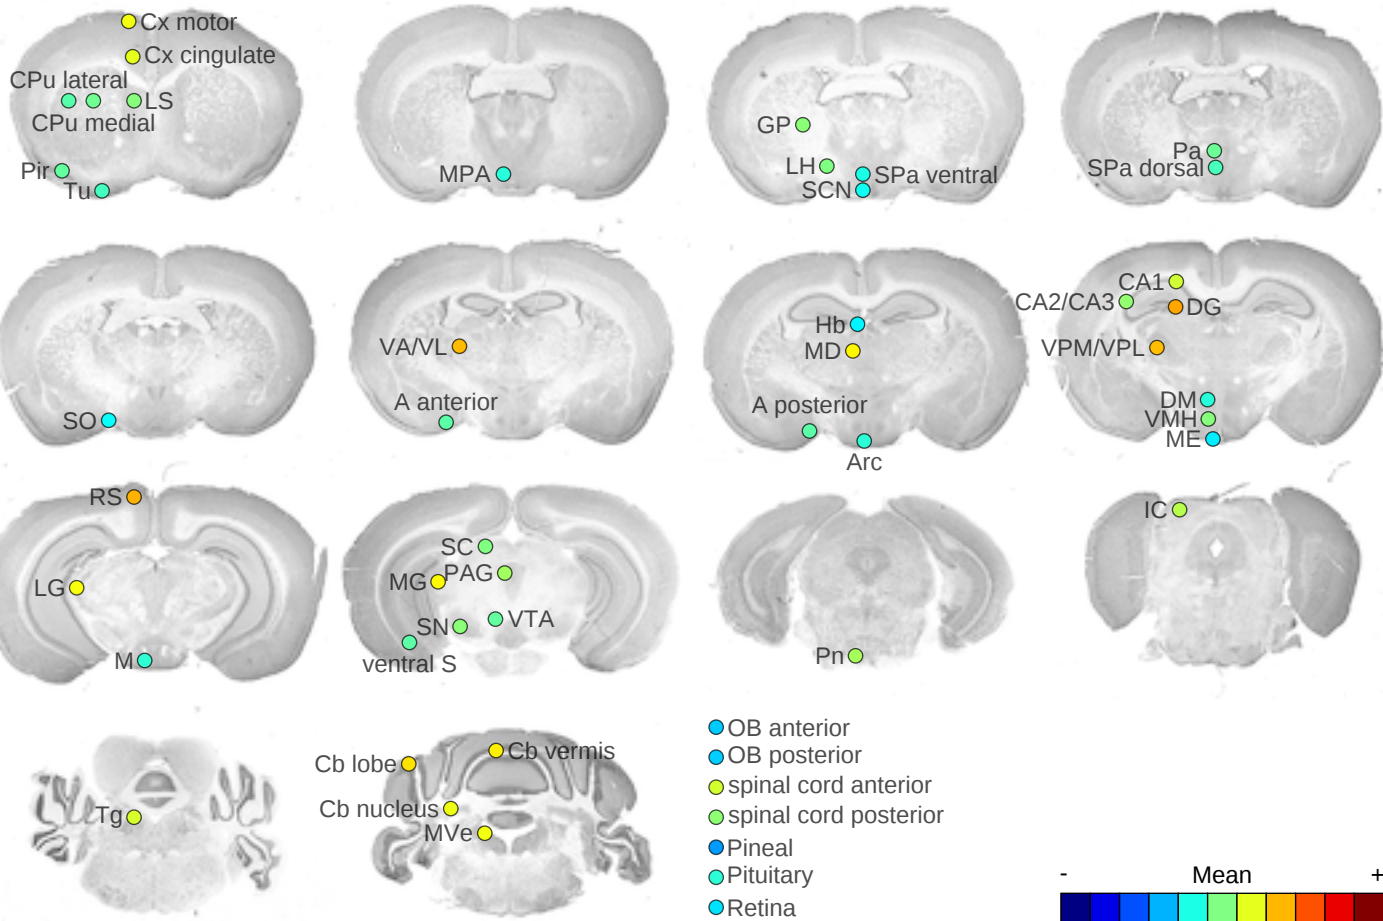 Cx motor
Cx cingulate
CPu lateral
LS
CPu medial
Pir
Tu
MPA
GP
LH
SPa ventral
SCN
Pa
SPa dorsal
SO
VA/VL
A anterior
Hb
MD
A posterior
Arc
CA1
CA2/CA3
DG
VPM/VPL
DM
VMH
ME
RS
LG
M
SC
PAG
MG
VTA
SN
ventral S
Pn
IC
Tg
Cb lobe
Cb vermis
Cb nucleus
MVe
OB anterior
OB posterior
spinal cord anterior
spinal cord posterior
Pineal
Pituitary
Retina
- Mean +